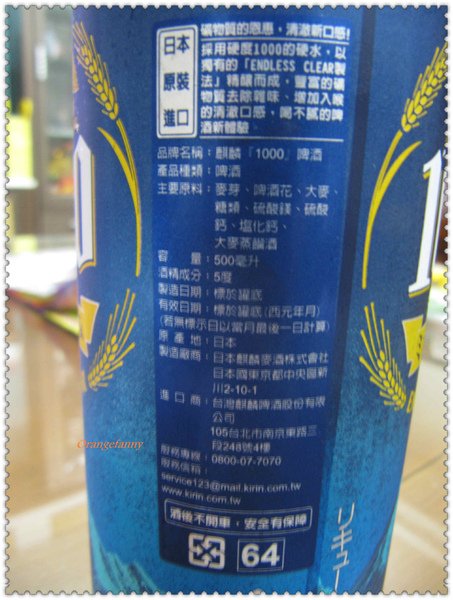 日本
原裝
進口
礦物質的恩惠,清澈新口感!
採用硬度1000的硬水,以
獨有的「ENDLESS CLEAR製
法」精釀而成,豐富的礦
物質去除雜味、增加入喉
的清澈口感,喝不膩的啤
酒新體驗。
品牌名稱:麒麟「1000」啤酒
產品種類:啤酒
主要原料:麥芽、啤酒花、大麥、
糖類、硫酸鎂、硫酸
鈣、塩化鈣、
大麥蒸餾酒
容 量:500毫升
酒精成分:5度
製造日期:標於罐底
有效日期:標於罐底(西元年月)
(若無標示日以當月最後一日計算)
原 產 地:日本
製造廠商:日本麒麟麥酒株式會社
日本國東京都中央區新
川2-10-1
進 口 商:台灣麒麟啤酒股份有限
公司
105台北市南京東路三
段248號4樓
服務專線:0800-07-7070
服務信箱:
service123@mail.kirin.com.tw
www.kirin.com.tw
酒後不開車,安全有保障
64
Orangefanny